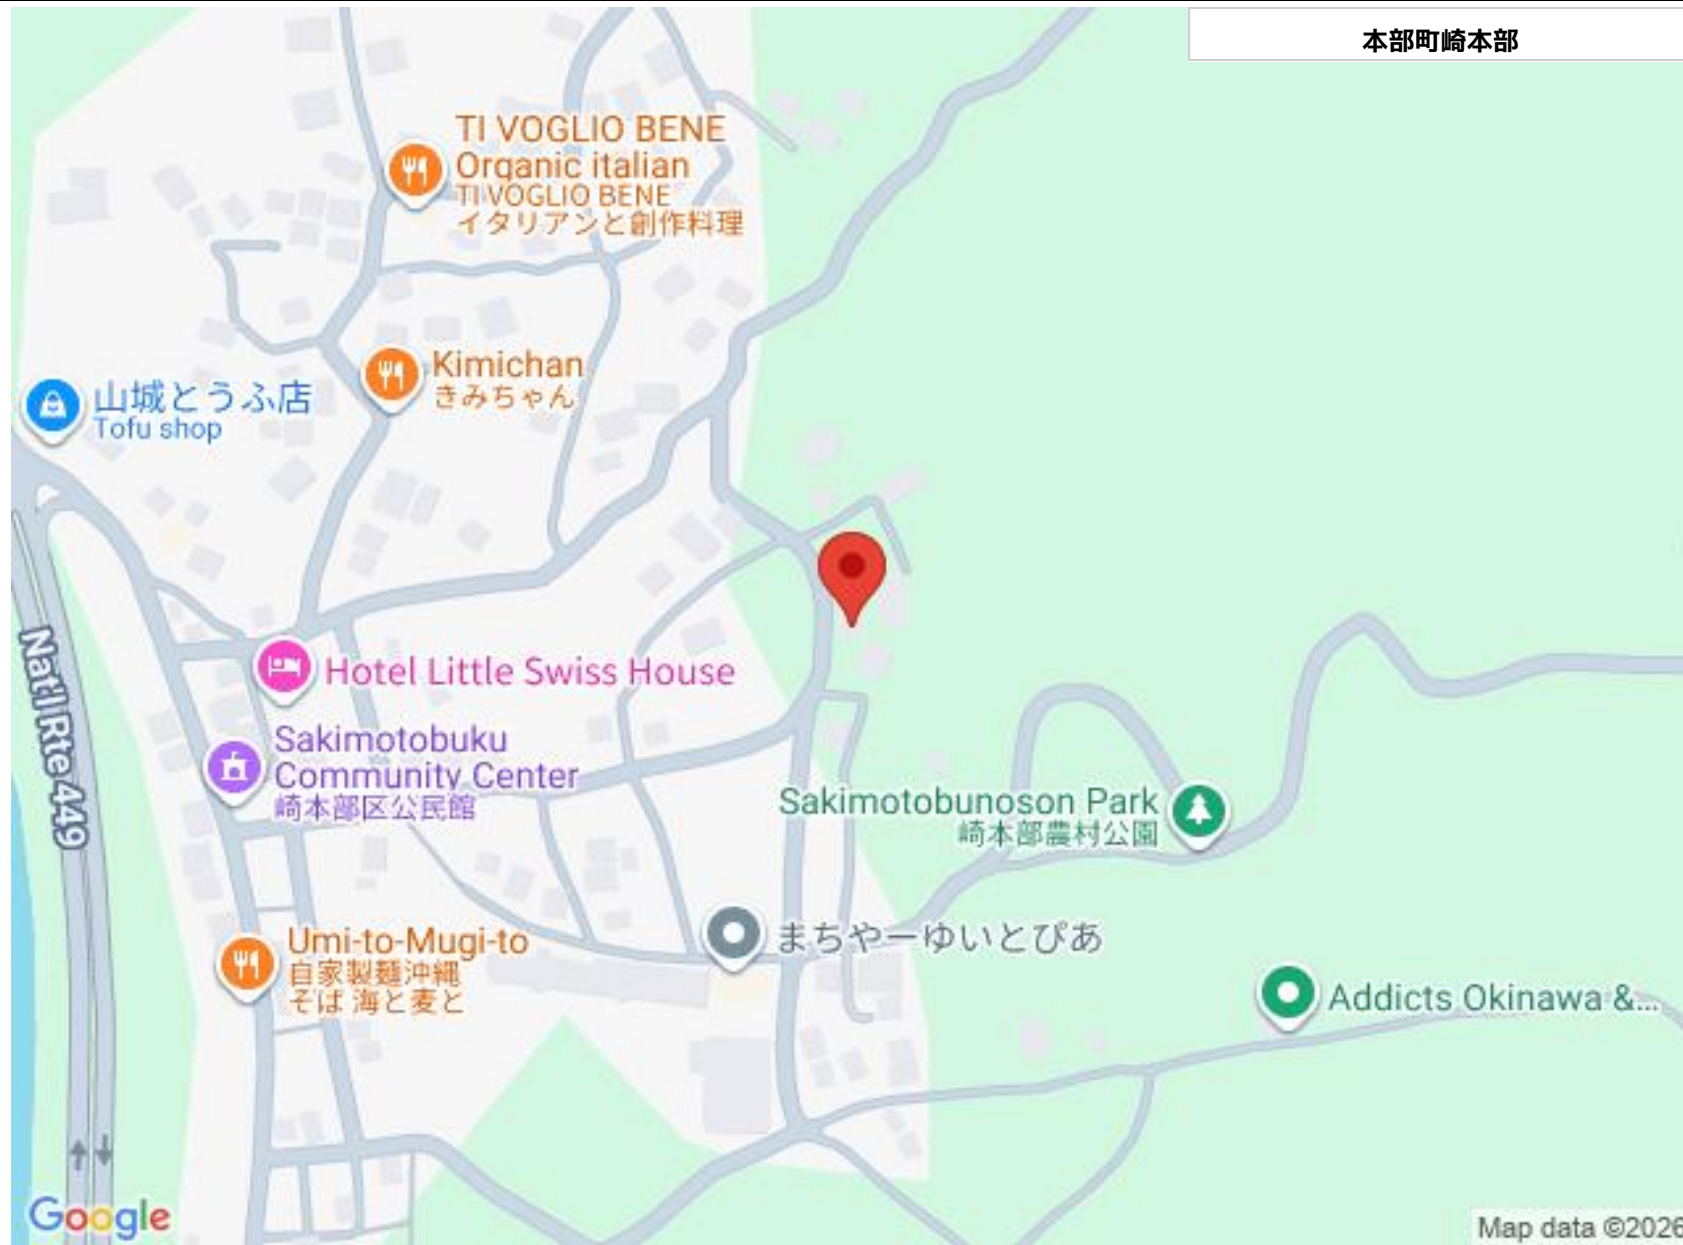 本部町崎本部
TI VOGLIO BENE
Organic italian
TI VOGLIO BENE
イタリアンと創作料理
Kimichan
きみちゃん
山城とうふ店
Tofu shop
Hotel Little Swiss House
Nat'l Rte 449
Sakimotobuku
Community Center
崎本部区公民館
Sakimotobunoson Park
崎本部農村公園
まちやーゆいとぴあ
Umi-to-Mugi-to
自家製麺沖縄
そば 海と麦と
Addicts Okinawa &...
Google
Map data ©2026